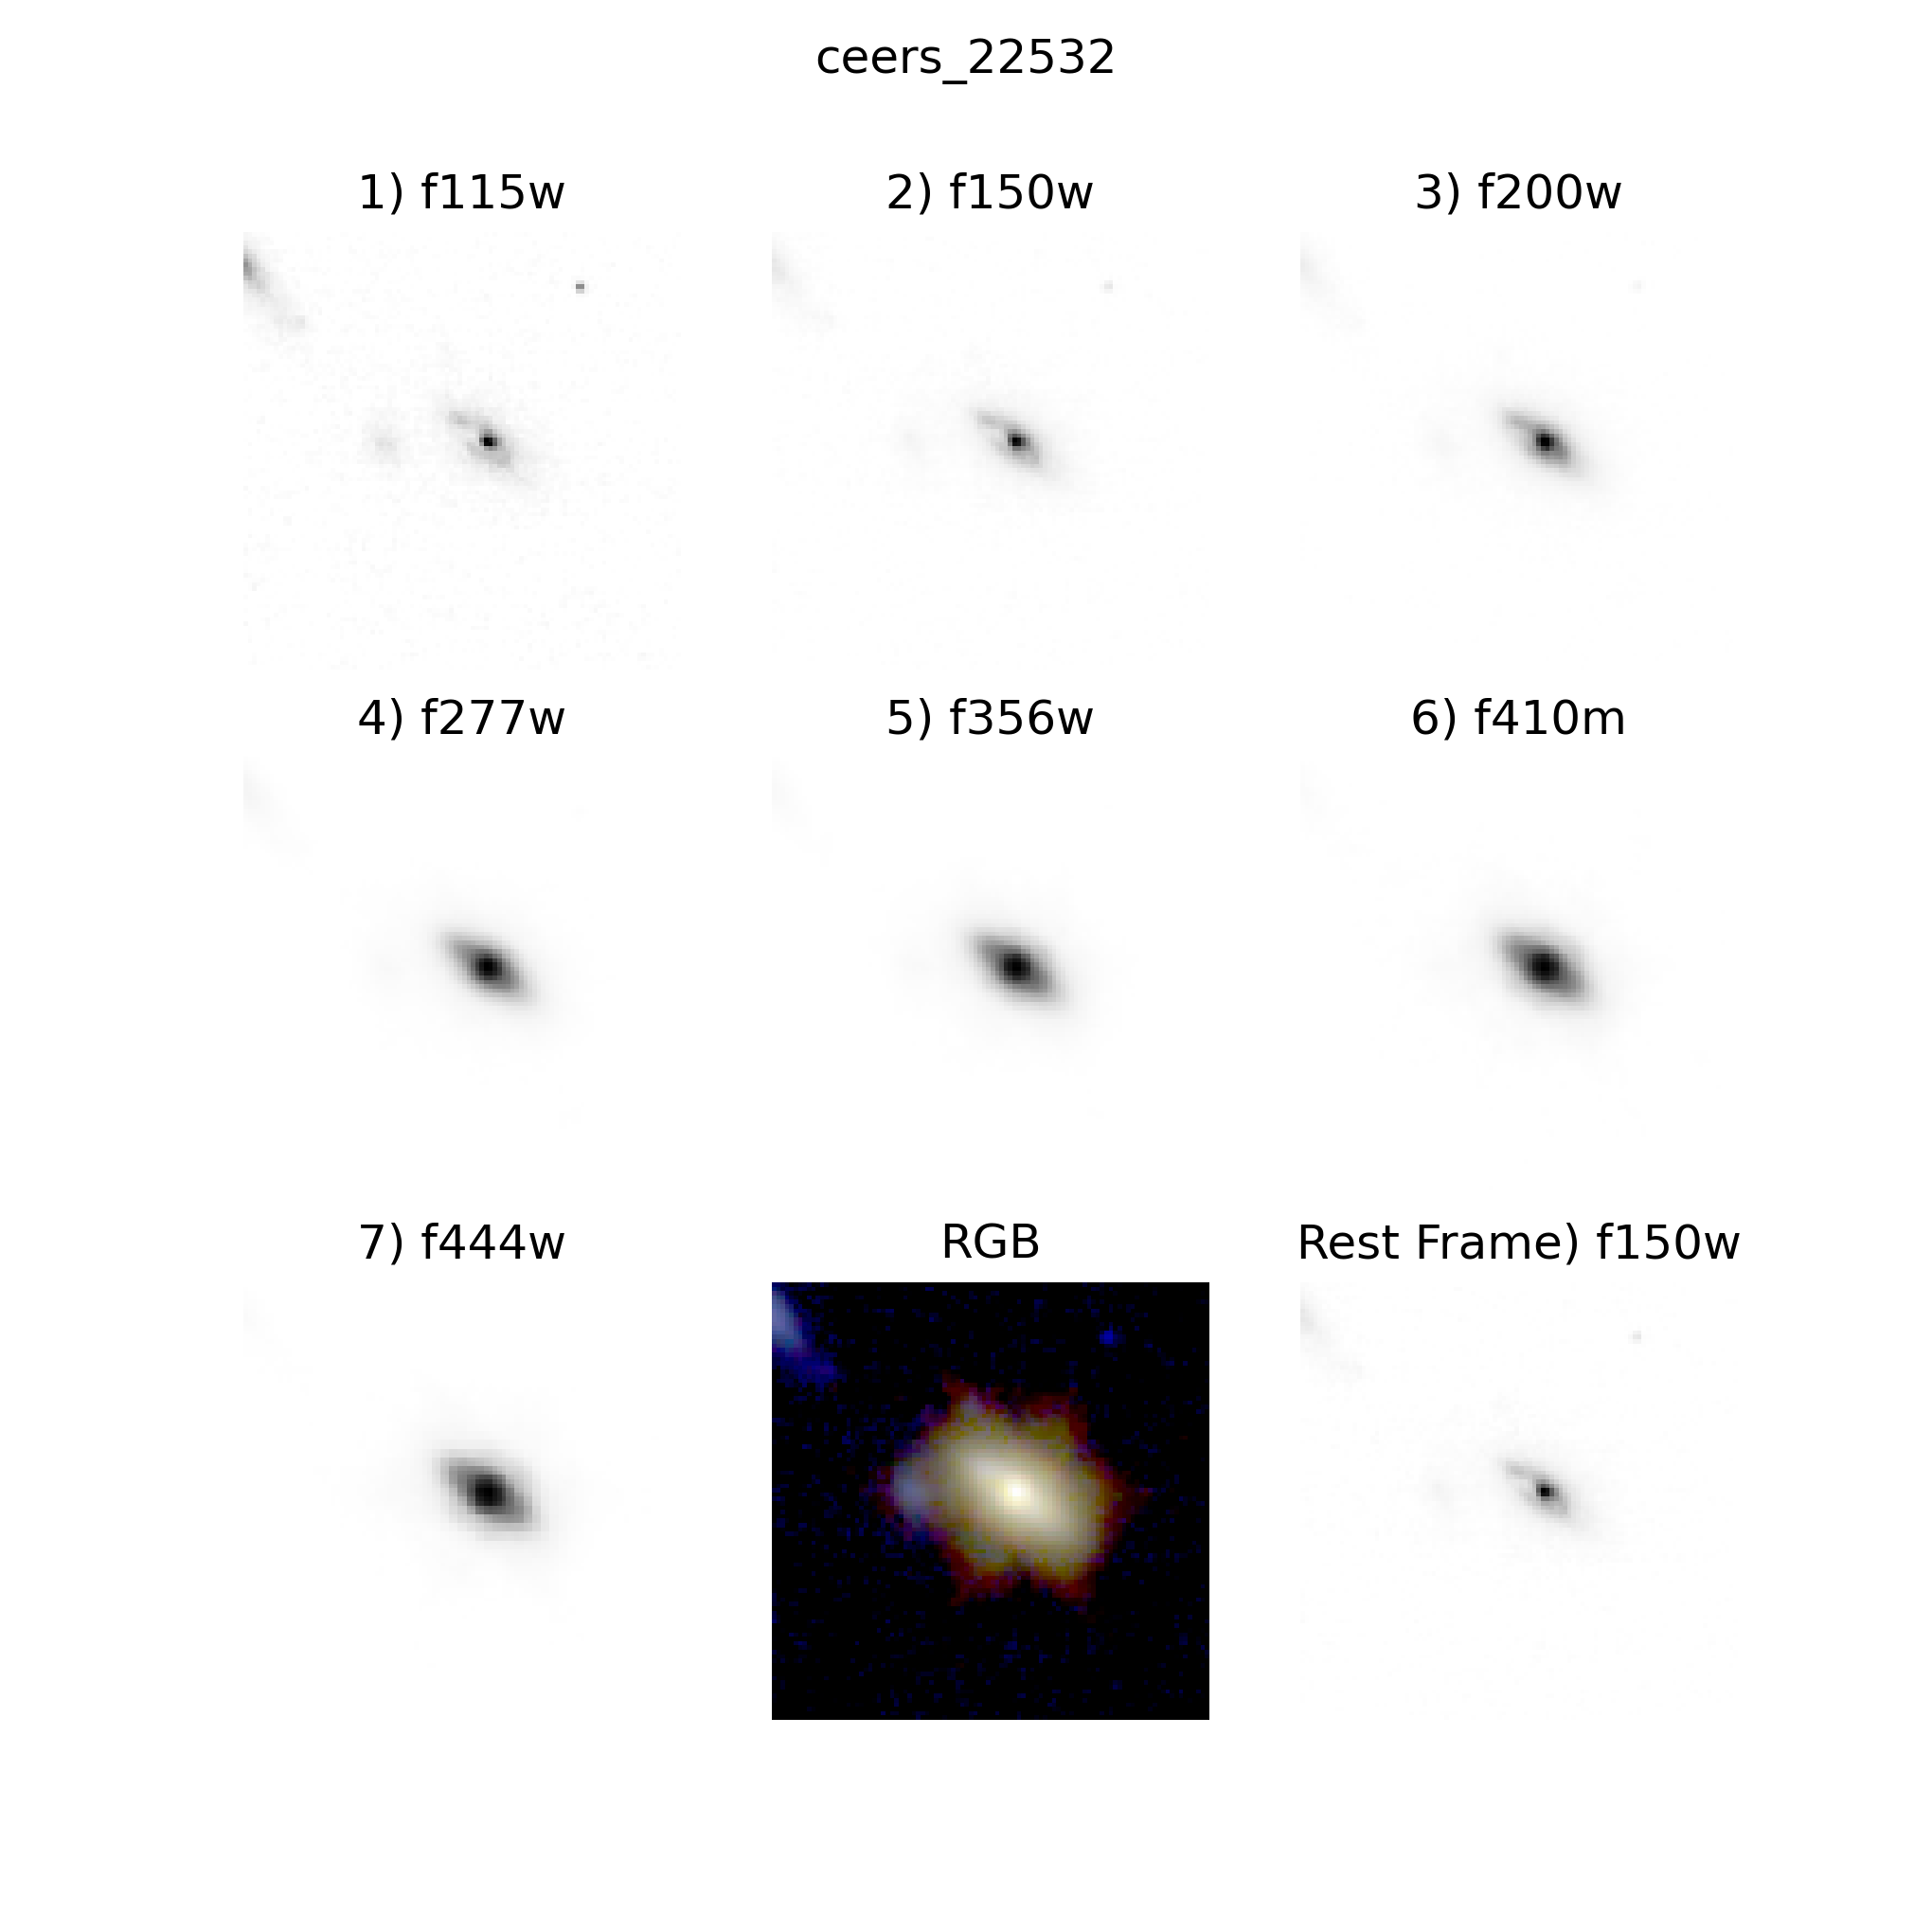 ceers_22532
1) f115w
2) f150w
3) f200w
4) f277w
5) f356w
6) f410m
7) f444w
RGB
Rest Frame) f150w